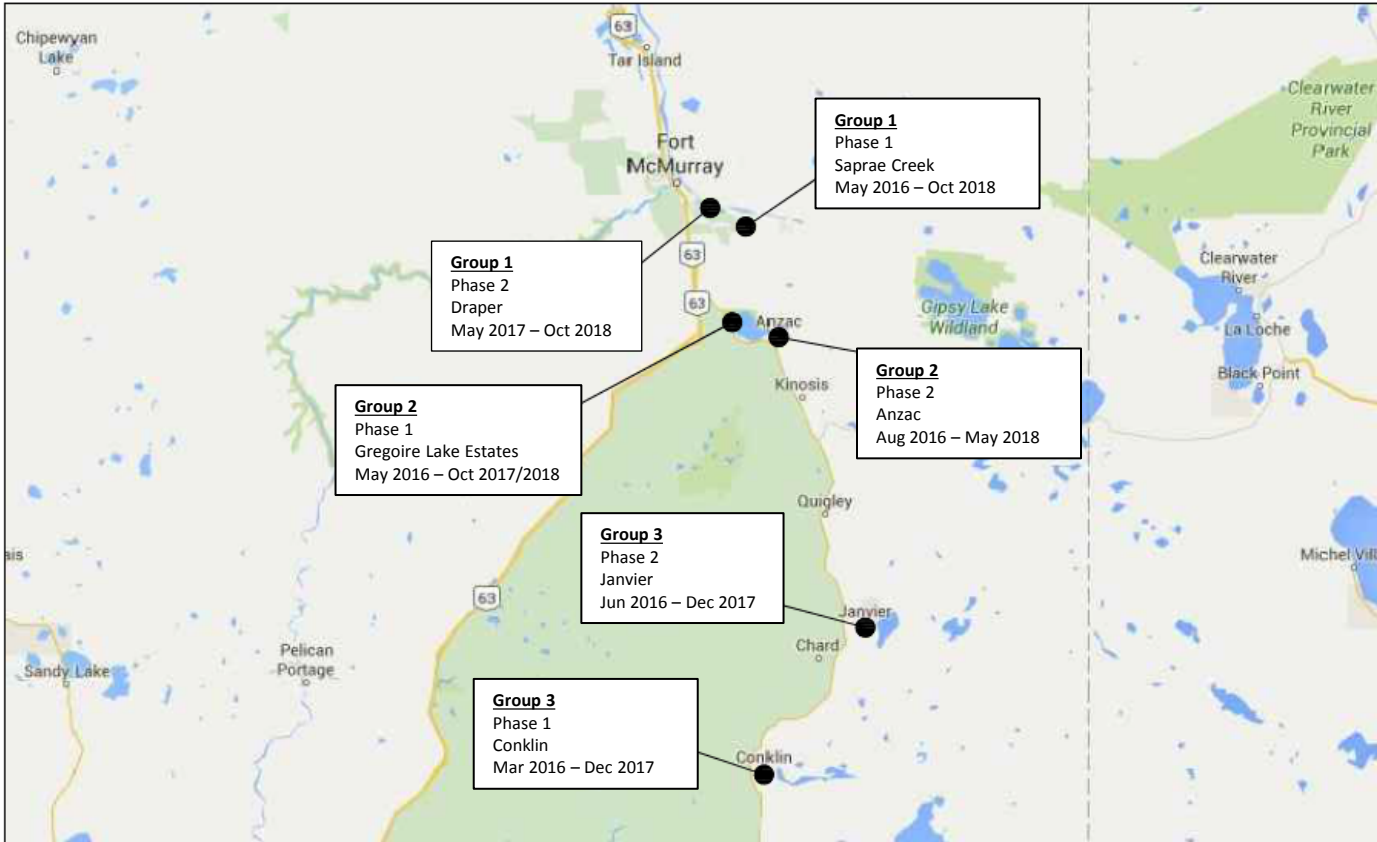 63
Chipewyan
Lake
Tar Island
Clearwater
River
Provincial
Park
Group 1
Phase 1
Saprae Creek
May 2016 – Oct 2018
Fort
McMurray
Group 1
Phase 2
Draper
May 2017 – Oct 2018
63
63
Clearwater
River
Gipsy Lake
Wildland
Anzac
La Loche
Group 2
Phase 2
Anzac
Aug 2016 – May 2018
Black Point
Kinosis
Group 2
Phase 1
Gregoire Lake Estates
May 2016 – Oct 2017/2018
Quigley
Group 3
Phase 2
Janvier
Jun 2016 – Dec 2017
ais
Michel Vill
63
Janvier
Chard
Pelican
Portage
Sandy Lake
Group 3
Phase 1
Conklin
Mar 2016 – Dec 2017
Conklin